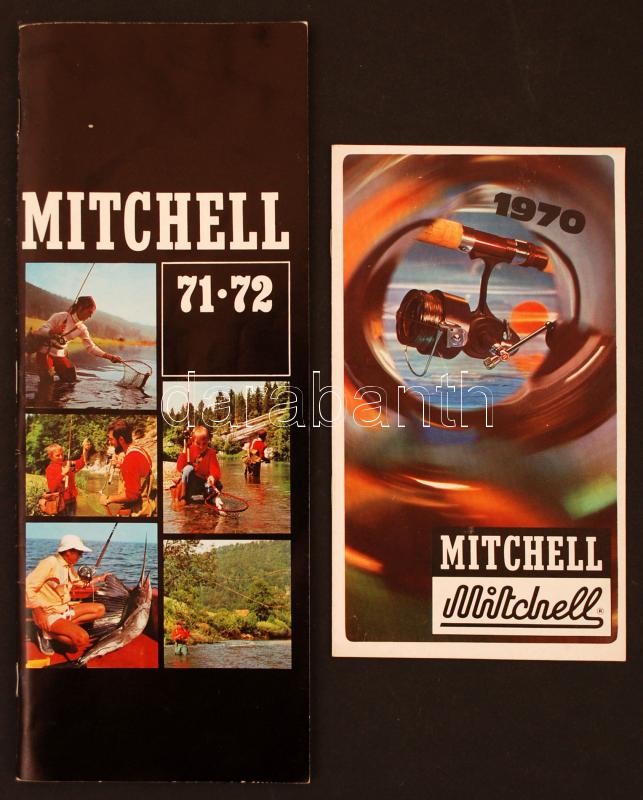 MITCHELL
71·72
1970
MITCHELL
Mitchell®
darabanth